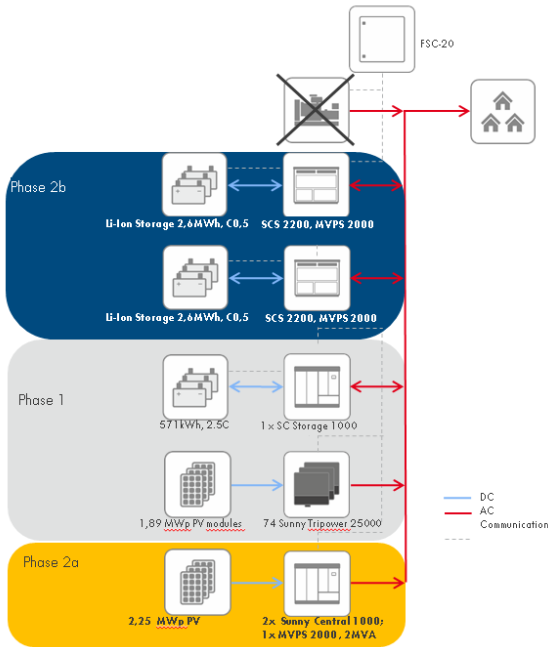 FSC-20
Phase 2b
Li-Ion Storage 2,6MWh, C0,5
SCS 2200, MVPS 2000
Li-Ion Storage 2,6MWh, C0,5
SCS 2200, MVPS 2000
Phase 1
571kWh, 2.5C
1x SC Storage 1000
1,89 MWp PV modules
74 Sunny Tripower 25000
DC
AC
Communication
Phase 2a
2,25 MWp PV
2x Sunny Central 1000;
1x MVPS 2000, 2MVA